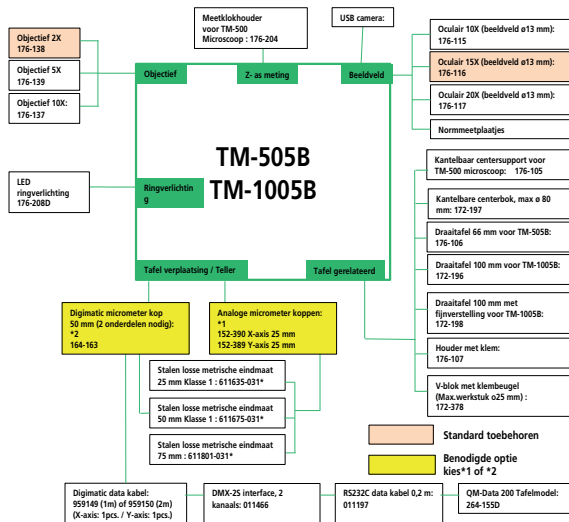 Objectief 2X
176-138
Objectief 5X
176-139
Objectief 10X:
176-137
Meetklokhouder
voor TM-500
Microscoop : 176-204
USB camera:
Oculair 10X (beeldveld ø13 mm):
176-115
Oculair 15X (beeldveld ø13 mm):
176-116
Oculair 20X (beeldveld ø13 mm):
176-117
Normmeetplaatjes
Objectief
Z- as meting
Beeldveld
TM-505B
TM-1005B
LED
ringverlichting
176-208D
Ringverlichtin
g
Tafel verplaatsing / Teller
Tafel gerelateerd
Kantelbaar centersupport voor
TM-500 microscoop: 176-105
Kantelbare centerbok, max ø 80
mm: 172-197
Draaitafel 66 mm voor TM-505B:
176-106
Draaitafel 100 mm voor TM-1005B:
172-196
Draaitafel 100 mm met
fijnverstelling voor TM-1005B:
172-198
Houder met klem:
176-107
V-blok met klembeugel
(Max.werkstuk o25 mm) :
172-378
Digimatic micrometer kop
50 mm (2 onderdelen nodig):
*2
164-163
Analoge micrometer koppen:
*1
152-390 X-axis 25 mm
152-389 Y-axis 25 mm
Stalen losse metrische eindmaat
25 mm Klasse 1 : 611635-031*
Stalen losse metrische eindmaat
50 mm Klasse 1 : 611675-031*
Stalen losse metrische eindmaat
75 mm : 611801-031*
Standard toebehoren
Benodigde optie
kies*1 of *2
Digimatic data kabel:
959149 (1m) of 959150 (2m)
(X-axis: 1pcs. / Y-axis: 1pcs.)
DMX-2S interface, 2
kanaals: 011466
RS232C data kabel 0,2 m:
011197
QM-Data 200 Tafelmodel:
264-155D